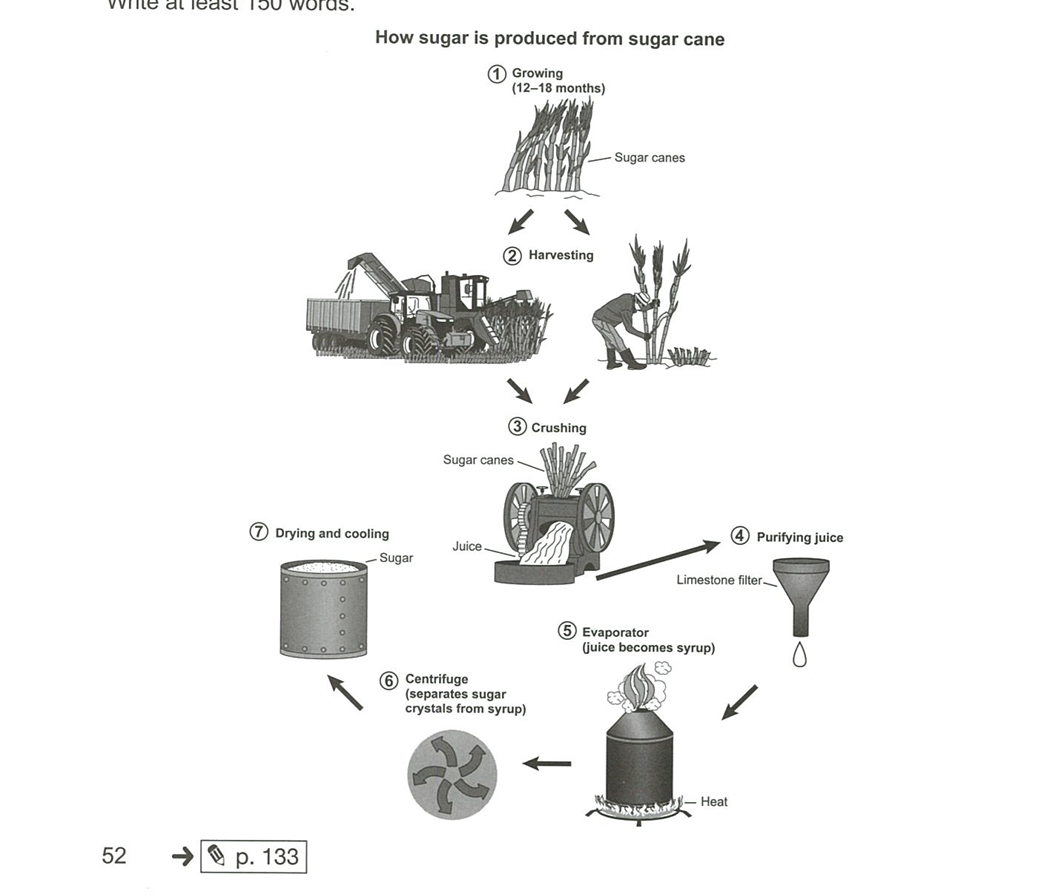 Write at least 150 words.
How sugar is produced from sugar cane
① Growing
(12–18 months)
Sugar canes
② Harvesting
③ Crushing
Sugar canes
Juice
④ Purifying juice
Limestone filter
⑤ Evaporator
(juice becomes syrup)
Heat
⑥ Centrifuge
(separates sugar
crystals from syrup)
⑦ Drying and cooling
Sugar
52
p. 133